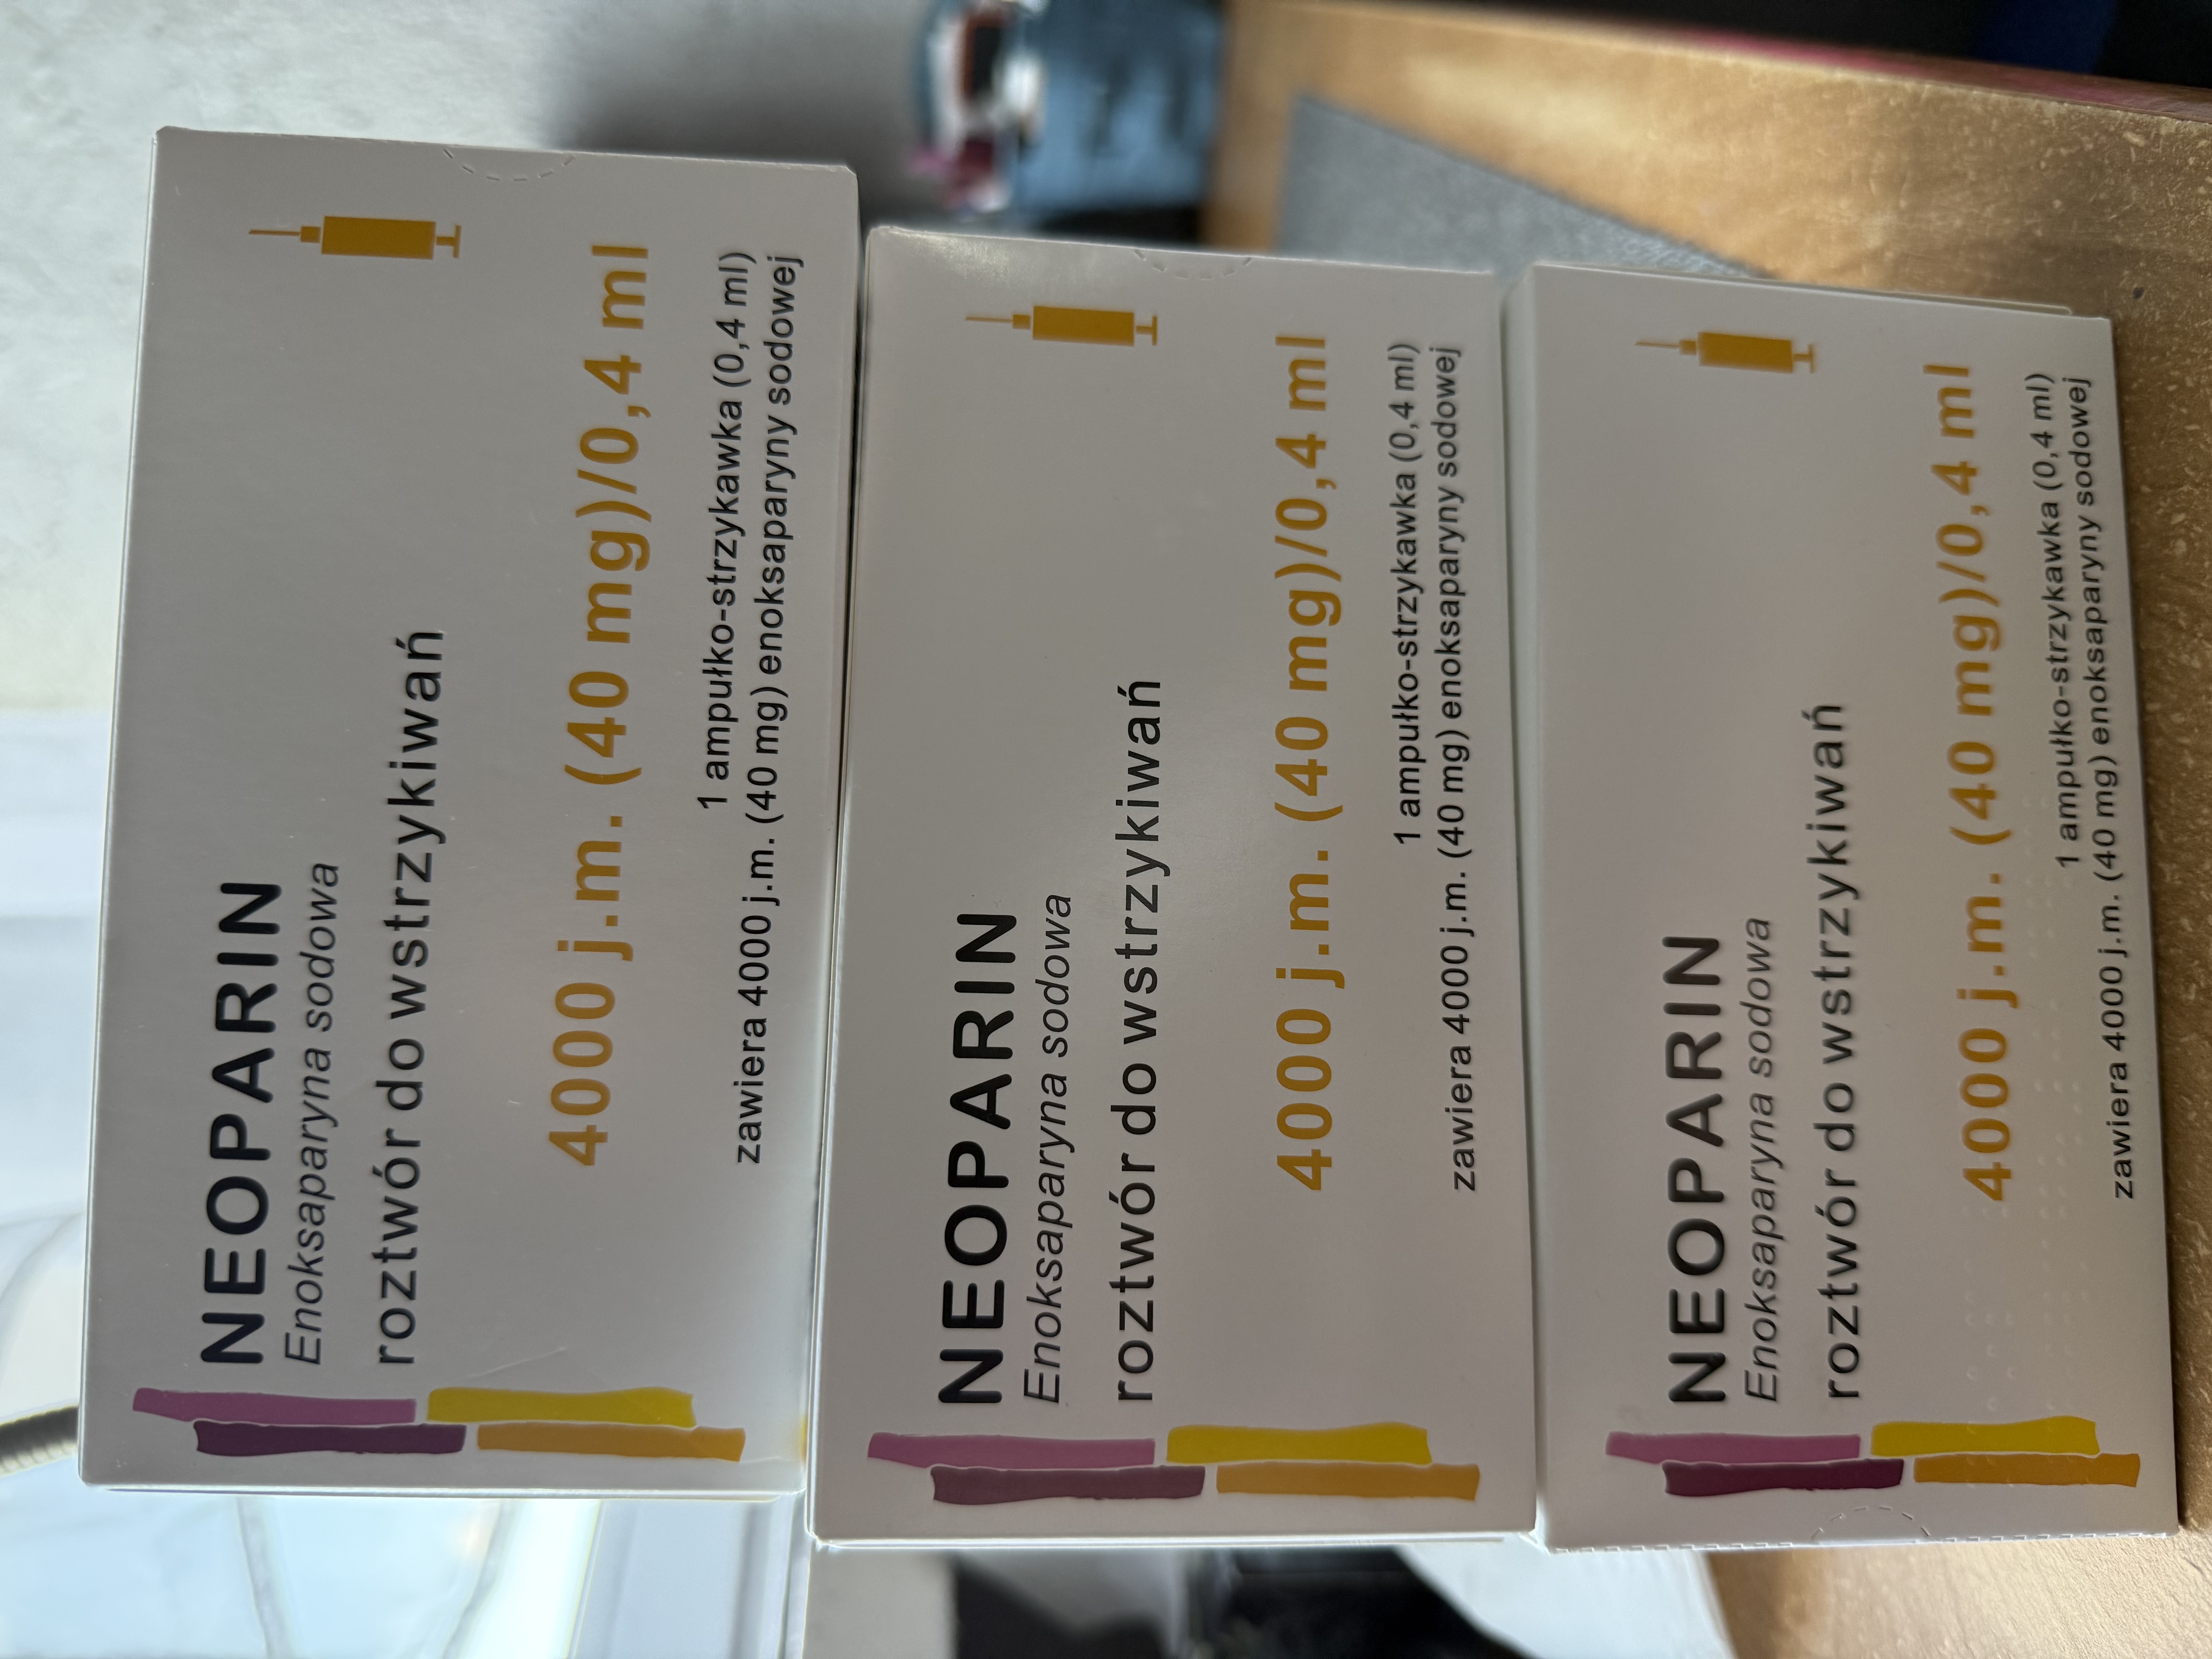 NEOPARIN
Enoksaparyna sodowa
roztwór do wstrzykiwań
4000 j.m. (40 mg)/0,4 ml
1 ampułko-strzykawka (0,4 ml)
zawiera 4000 j.m. (40 mg) enoksaparyny sodowej
NEOPARIN
Enoksaparyna sodowa
roztwór do wstrzykiwań
4000 j.m. (40 mg)/0,4 ml
1 ampułko-strzykawka (0,4 ml)
zawiera 4000 j.m. (40 mg) enoksaparyny sodowej
NEOPARIN
Enoksaparyna sodowa
roztwór do wstrzykiwań
4000 j.m. (40 mg)/0,4 ml
1 ampułko-strzykawka (0,4 ml)
zawiera 4000 j.m. (40 mg) enoksaparyny sodowej